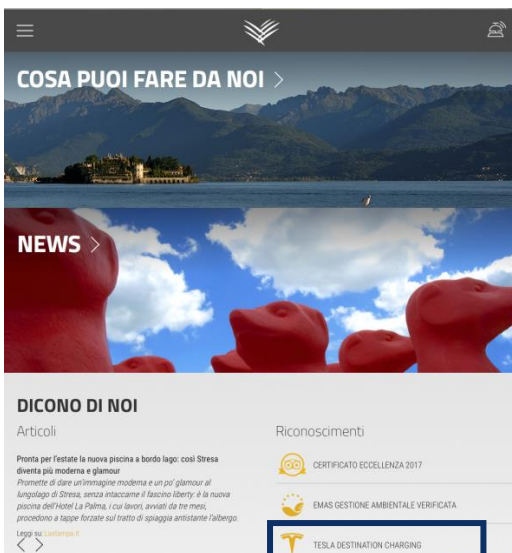 COSA PUOI FARE DA NOI
NEWS
DICONO DI NOI
Articoli
Pronta per l'estate la nuova piscina a bordo lago: così Stresa
diventa più moderna e glamour
Promette di dare un'immagine moderna e un po' glamour al
lungolago di Stresa, senza intaccarne il fascino liberty: è la nuova
piscina dell'Hotel La Palma, i cui lavori, avviati da tre mesi,
procedono a tappe forzate sul tratto di spiaggia antistante l'albergo.
Leggi su: Lastampa.it
Riconoscimenti
CERTIFICATO ECCELLENZA 2017
EMAS GESTIONE AMBIENTALE VERIFICATA
TESLA DESTINATION CHARGING